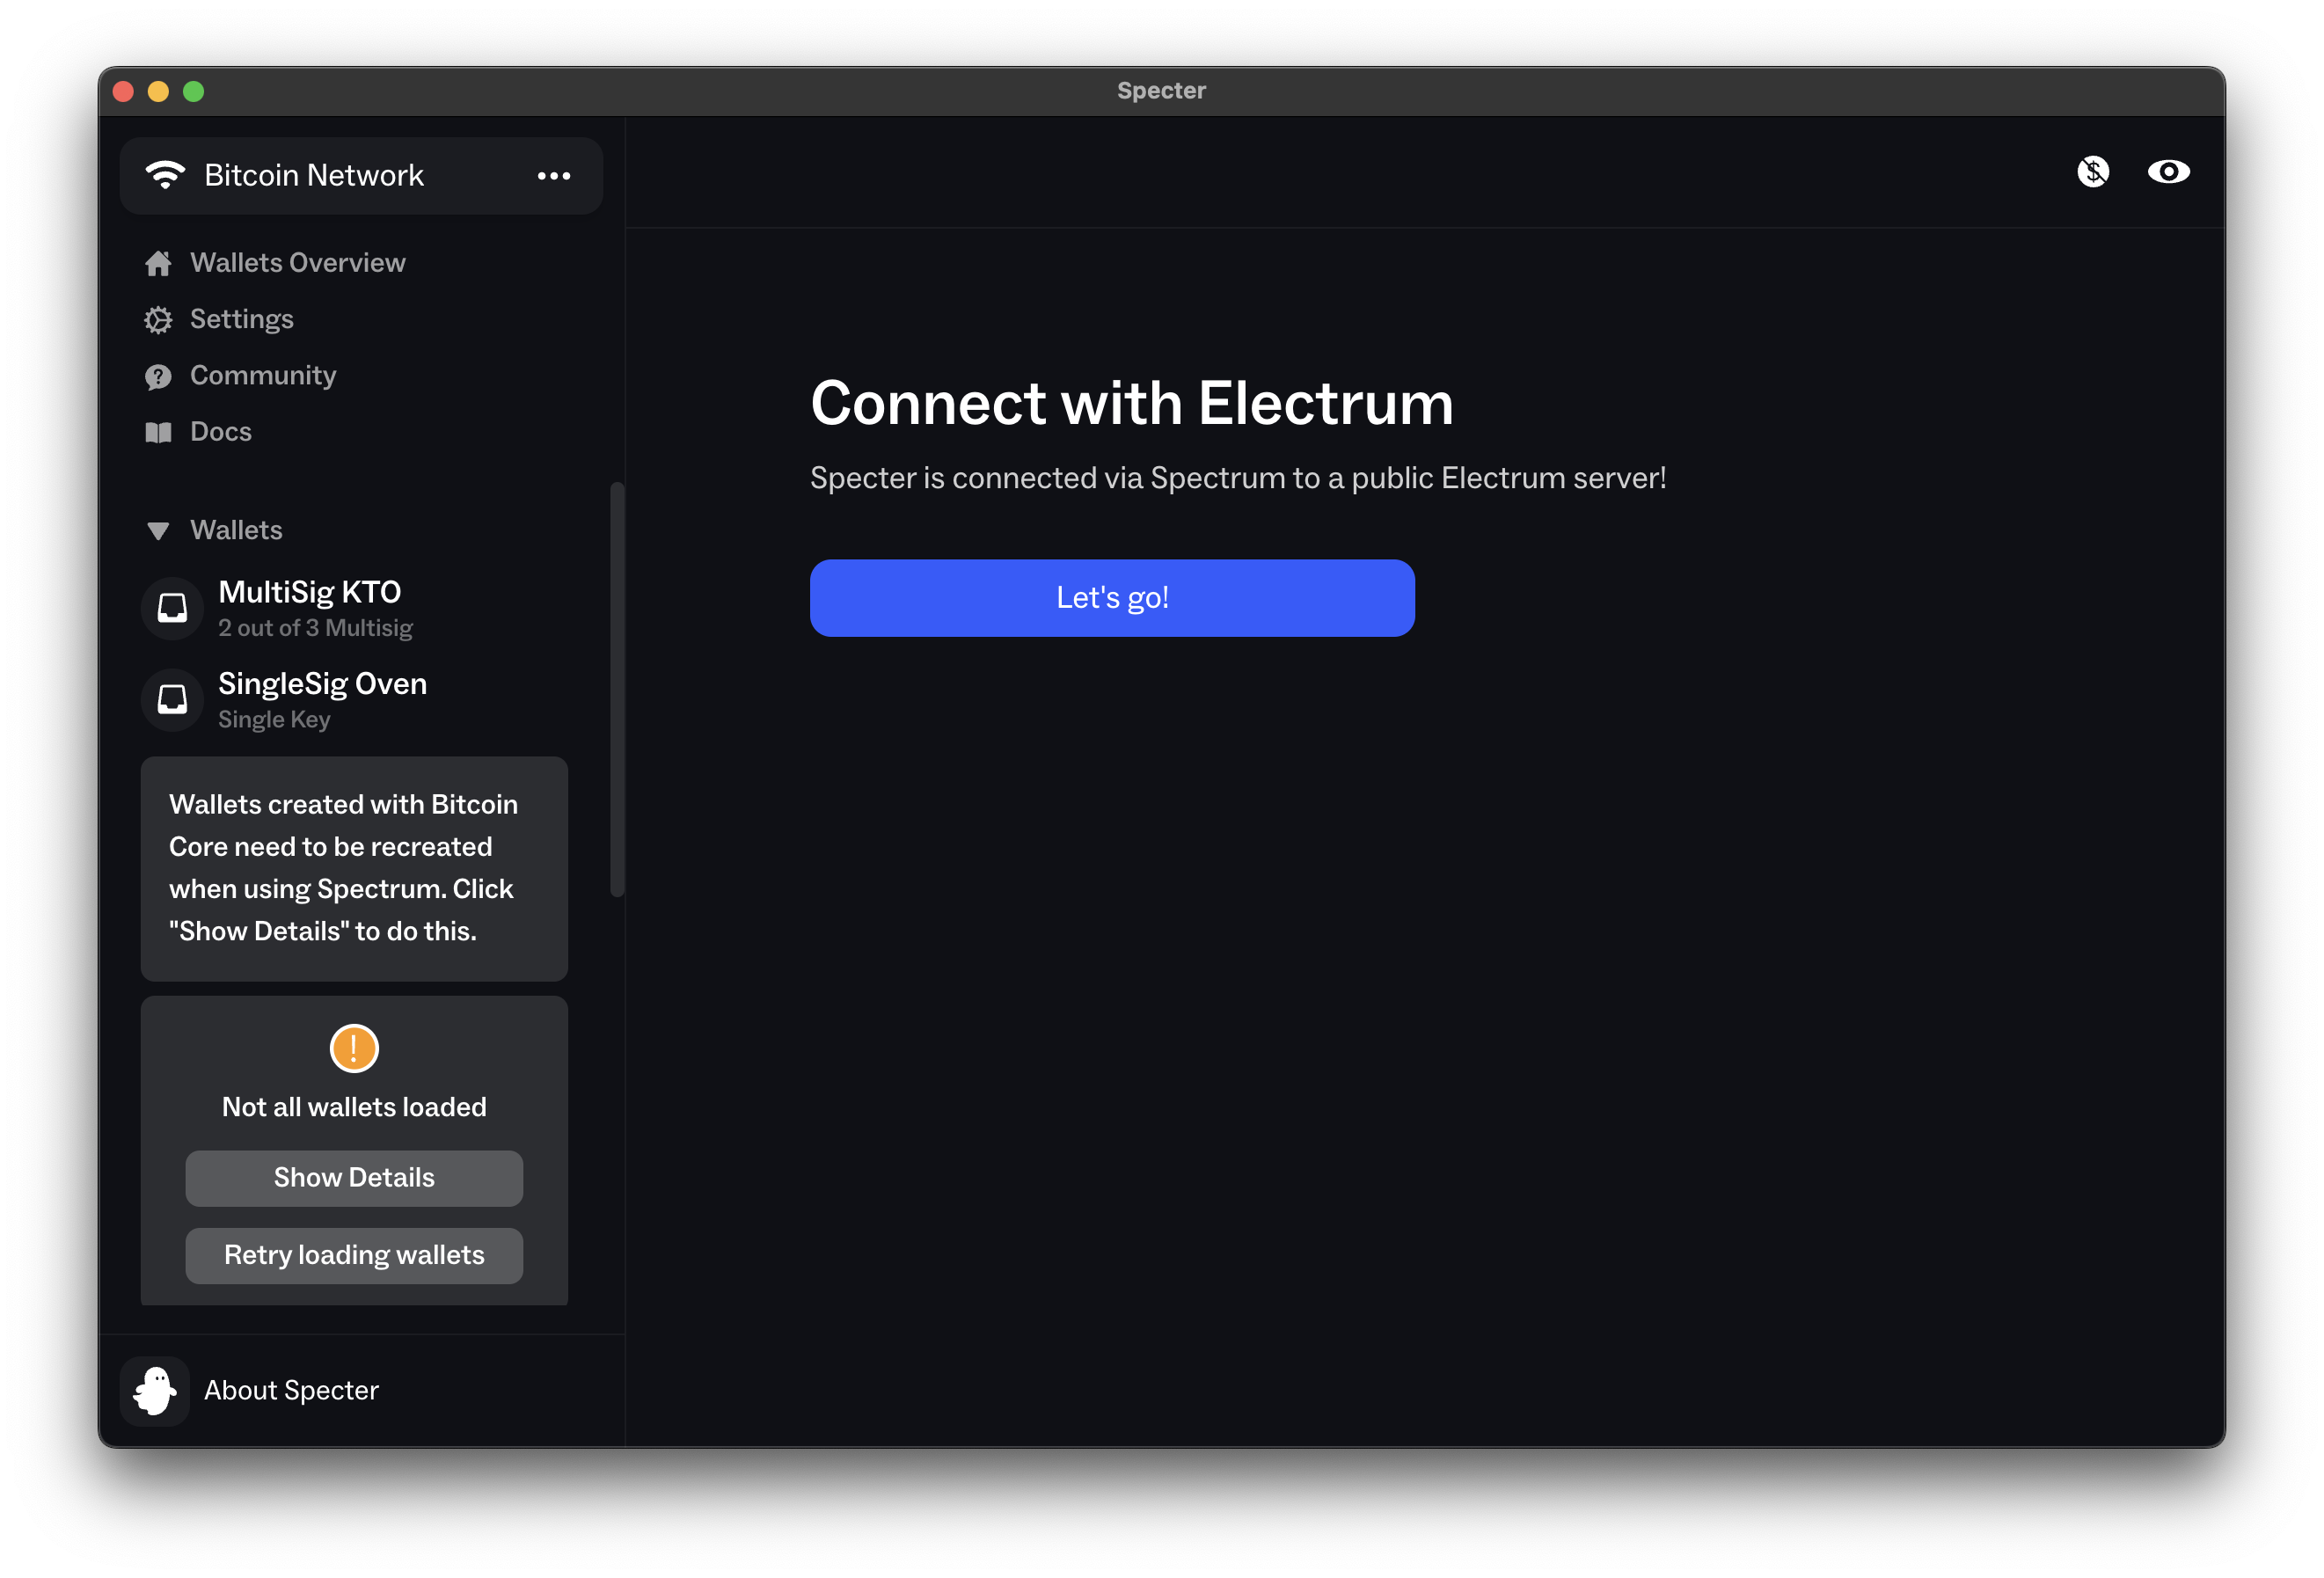 Specter
Bitcoin Network
Wallets Overview
Settings
Community
Docs
Wallets
MultiSig KTO
2 out of 3 Multisig
SingleSig Oven
Single Key
Wallets created with Bitcoin
Core need to be recreated
when using Spectrum. Click
"Show Details" to do this.
Not all wallets loaded
Show Details
Retry loading wallets
About Specter
Connect with Electrum
Specter is connected via Spectrum to a public Electrum server!
Let's go!